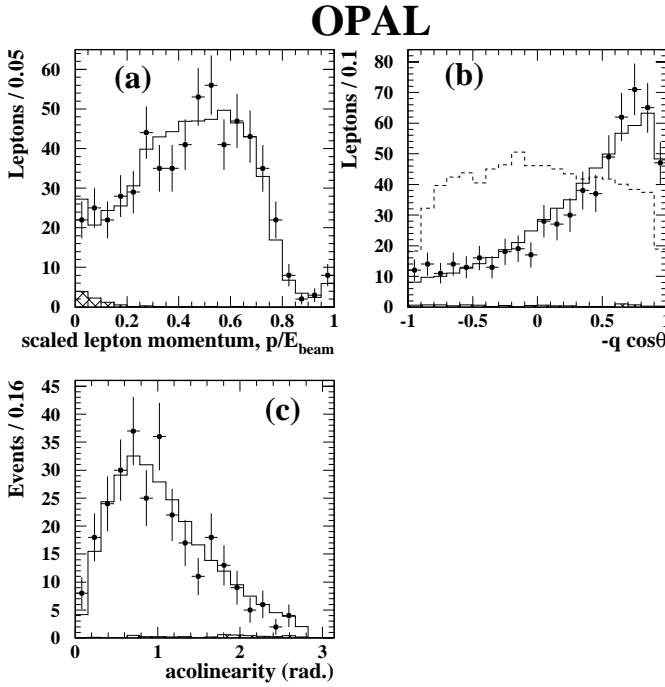 OPAL
Leptons / 0.05
(a)
60
50
40
30
20
10
0
0 0.2 0.4 0.6 0.8 1
scaled lepton momentum, p/E_beam
Leptons / 0.1
(b)
80
70
60
50
40
30
20
10
0
-1 -0.5 0 0.5 1
-q cosθ
Events / 0.16
(c)
45
40
35
30
25
20
15
10
5
0
0 1 2 3
acolinearity (rad.)